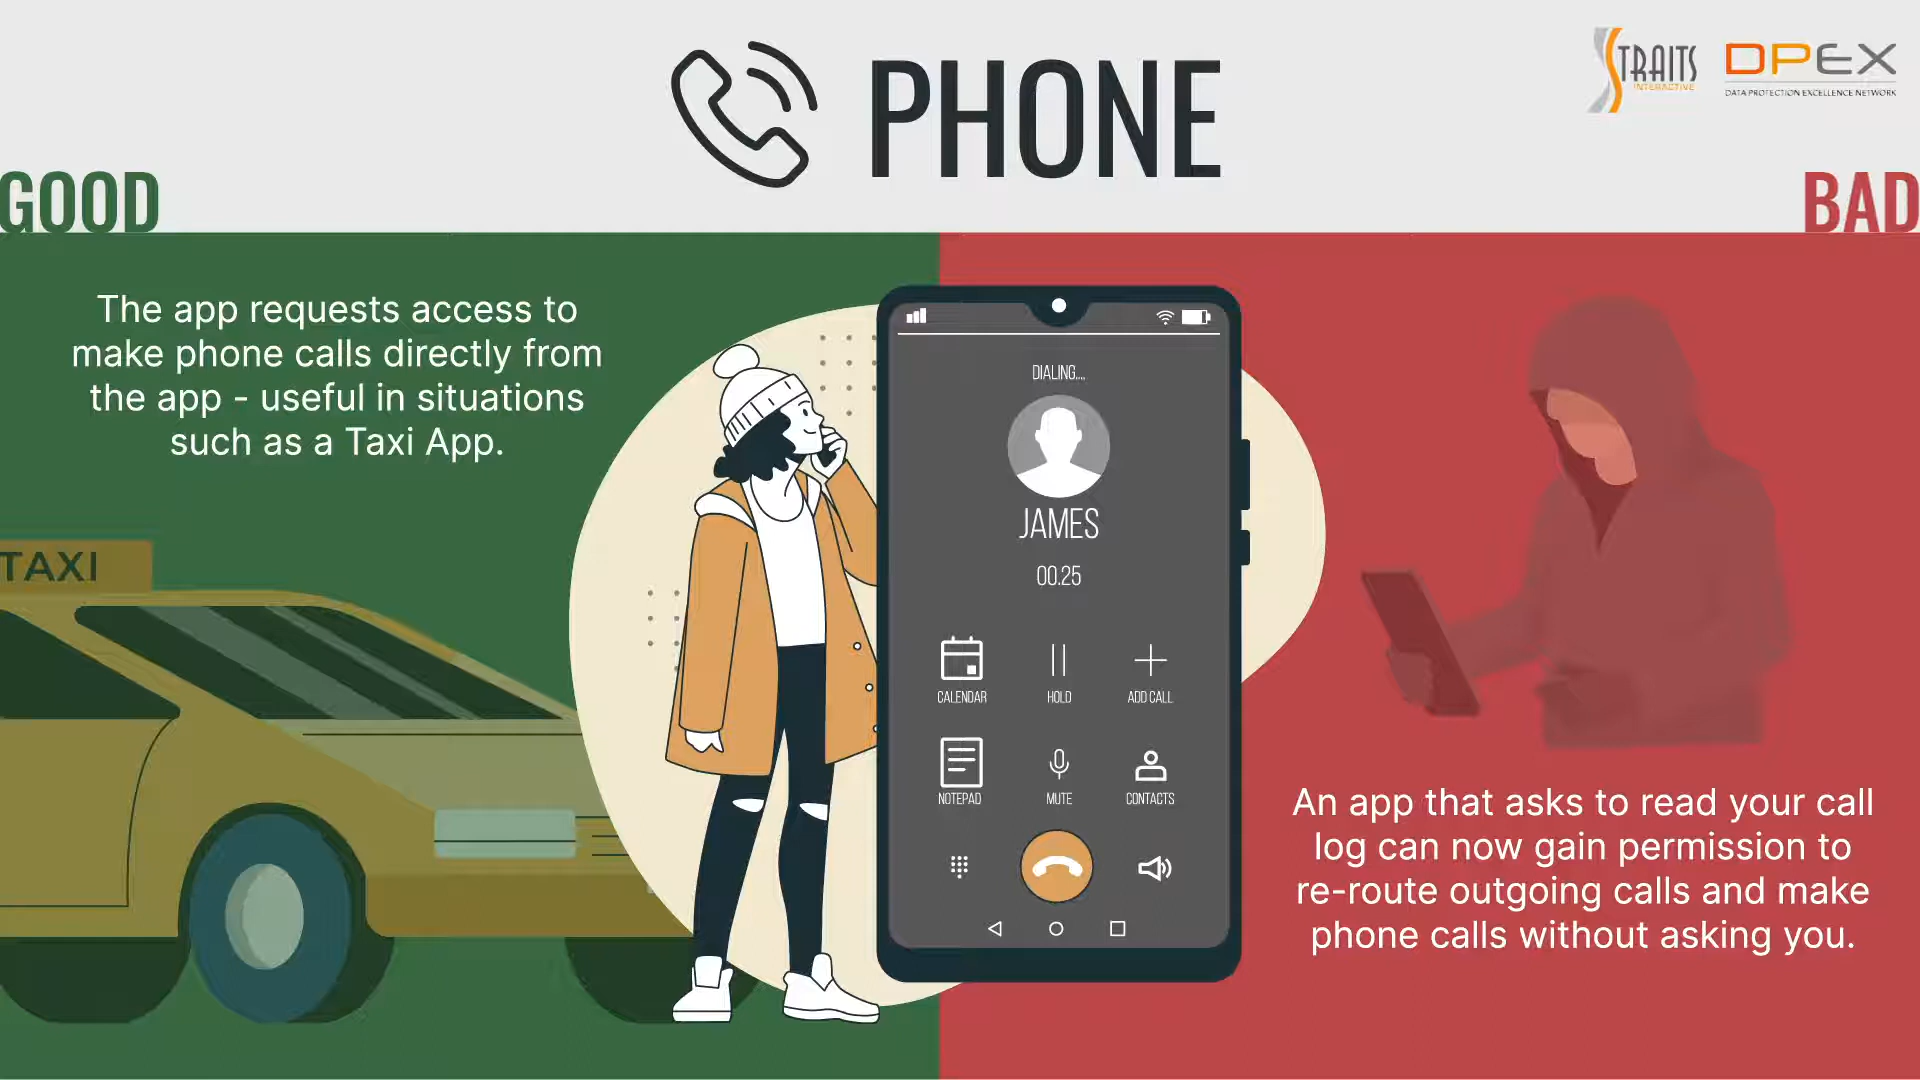 PHONE
STRAITS
INTERACTIVE
DPEX
DATA PROTECTION EXCELLENCE NETWORK
GOOD
BAD
The app requests access to
make phone calls directly from
the app - useful in situations
such as a Taxi App.
TAXI
DIALING....
JAMES
00.25
CALENDAR
HOLD
ADD CALL
NOTEPAD
MUTE
CONTACTS
An app that asks to read your call
log can now gain permission to
re-route outgoing calls and make
phone calls without asking you.